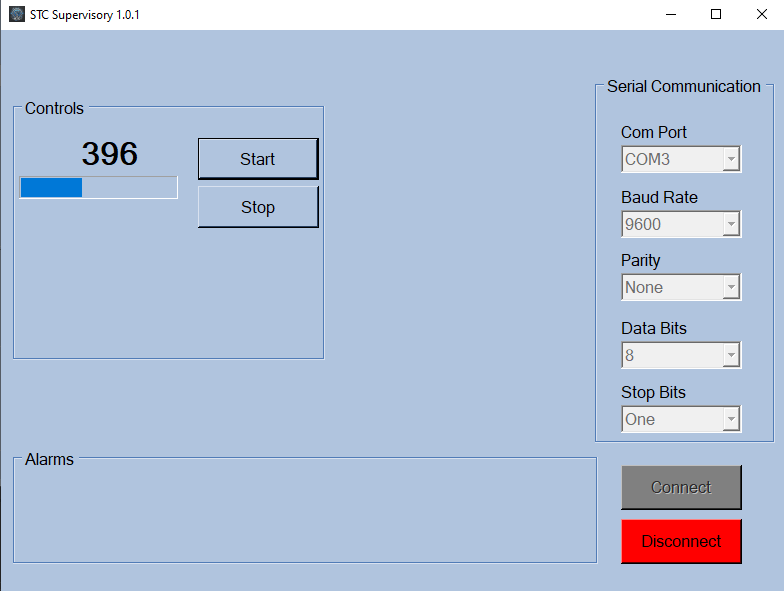 STC Supervisory 1.0.1
Controls
396
Start
Stop
Serial Communication
Com Port
COM3
Baud Rate
9600
Parity
None
Data Bits
8
Stop Bits
One
Alarms
Connect
Disconnect